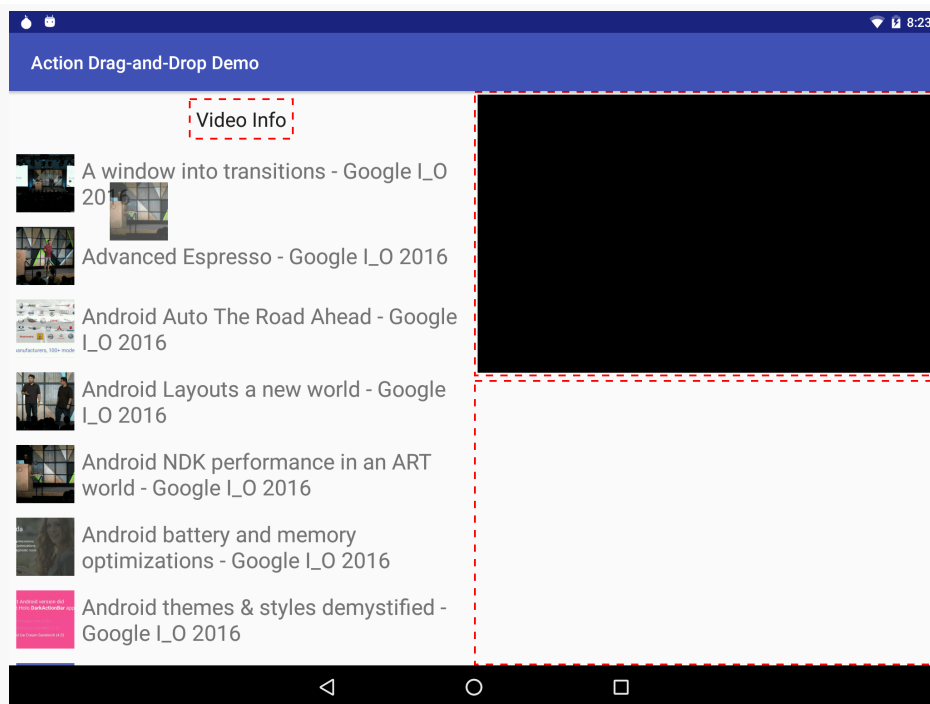 8:23
Action Drag-and-Drop Demo
Video Info
A window into transitions - Google I_O
2016
Advanced Espresso - Google I_O 2016
Android Auto The Road Ahead - Google
I_O 2016
Android Layouts a new world - Google
I_O 2016
Android NDK performance in an ART
world - Google I_O 2016
Android battery and memory
optimizations - Google I_O 2016
Android themes & styles demystified -
Google I_O 2016